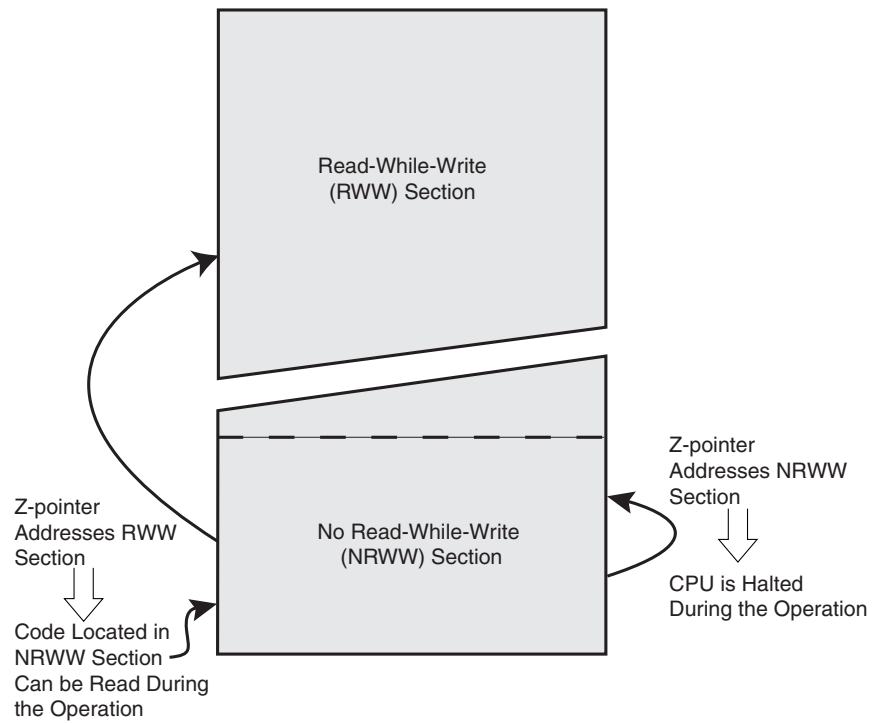 Read-While-Write
(RWW) Section
Z-pointer
Addresses NRWW
Section
Z-pointer
Addresses RWW
Section
No Read-While-Write
(NRWW) Section
CPU is Halted
During the Operation
Code Located in
NRWW Section
Can be Read During
the Operation